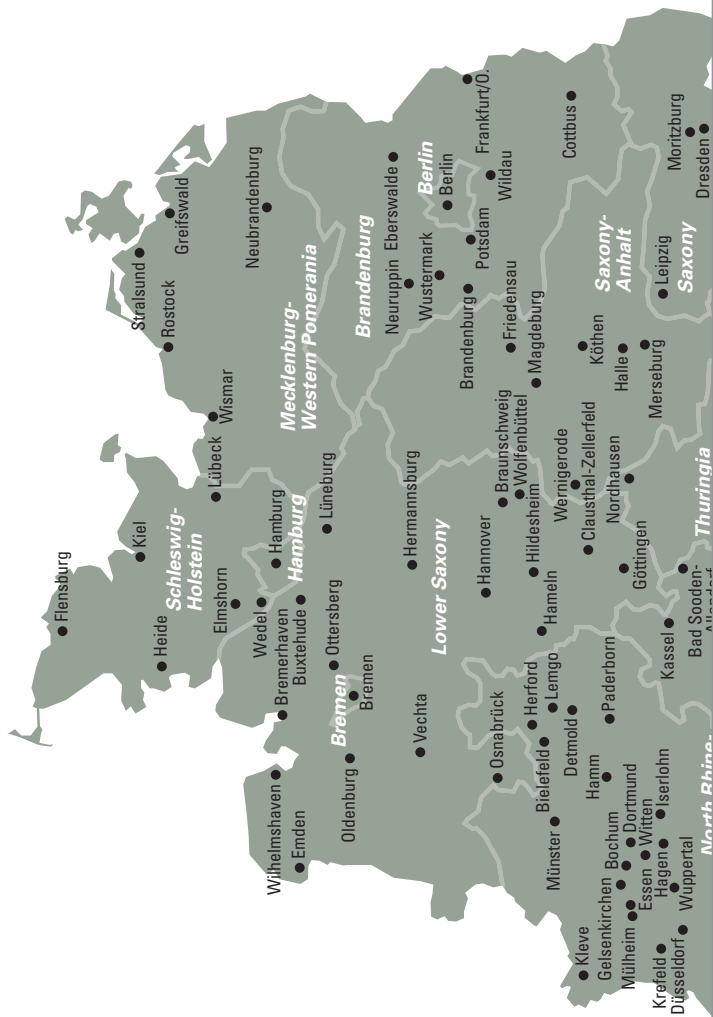 Flensburg
Kiel
Heide
Schleswig-
Holstein
Stralsund
Greifswald
Rostock
Lübeck
Wismar
Elmshorn
Neubrandenburg
Mecklenburg-
Western Pomerania
Wilhelmshaven
Emden
Bremerhaven
Wedel
Buxtehude
Hamburg
Hamburg
Lüneburg
Ottersberg
Bremen
Bremen
Oldenburg
Brandenburg
Neuruppin
Eberswalde
Wustermark
Berlin
Berlin
Vechta
Lower Saxony
Hermannsburg
Potsdam
Frankfurt/O.
Wildau
Brandenburg
Hannover
Braunschweig
Wolfenbüttel
Friedensau
Magdeburg
Osnabrück
Herford
Hameln
Hildesheim
Bielefeld
Lemgo
Detmold
Münster
Wernigerode
Clausthal-Zellerfeld
Cottbus
Kleve
Hamm
Paderborn
Göttingen
Nordhausen
Köthen
Halle
Merseburg
Saxony-
Anhalt
Gelsenkirchen
Bochum
Dortmund
Mülheim
Essen
Witten
Iserlohn
Hagen
Wuppertal
Krefeld
Düsseldorf
Kassel
Bad Sooden-
Allendorf
Leipzig
Saxony
Moritzburg
Dresden
Thuringia
North Rhine-